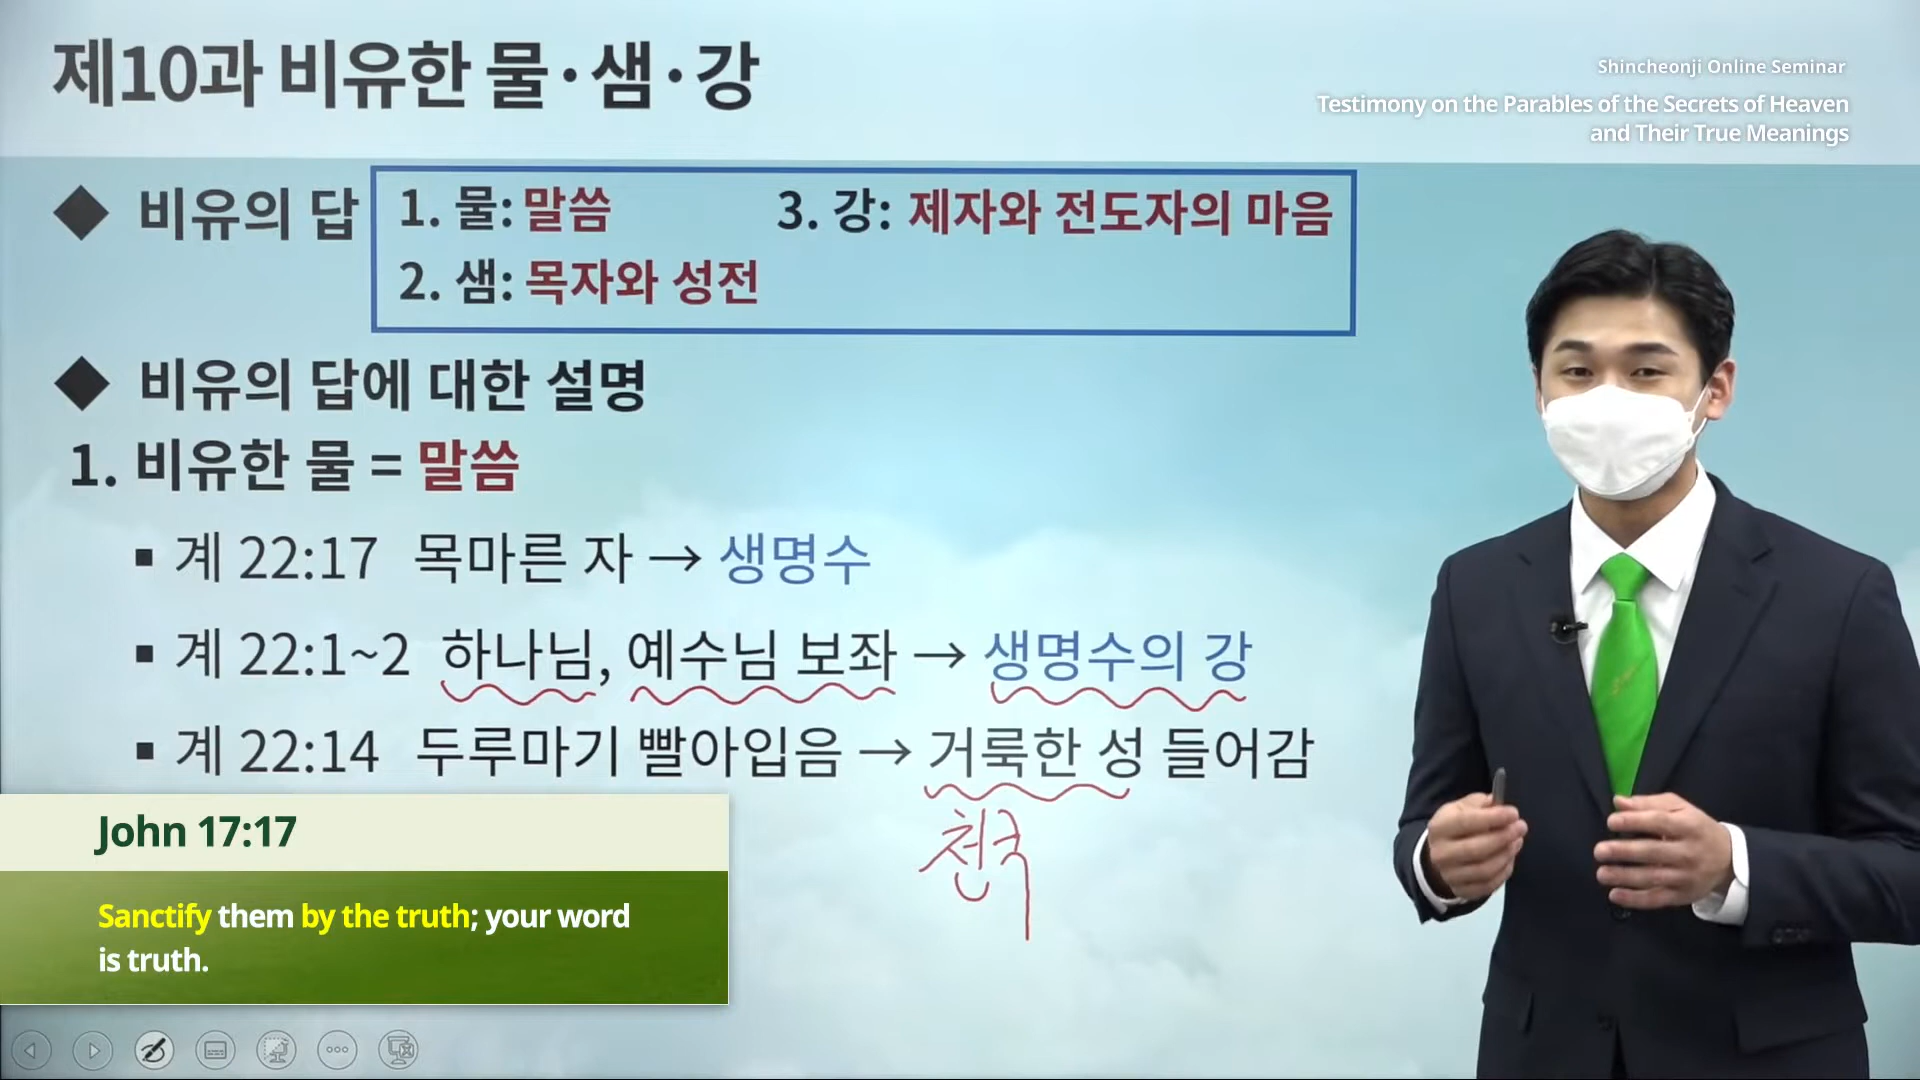 제10과 비유한 물·샘·강
Shincheonji Online Seminar
Testimony on the Parables of the Secrets of Heaven
and Their True Meanings
◆ 비유의 답
1. 물: 말씀
3. 강: 제자와 전도자의 마음
2. 샘: 목자와 성전
◆ 비유의 답에 대한 설명
1. 비유한 물 = 말씀
▪ 계 22:17 목마른 자 → 생명수
▪ 계 22:1~2 하나님, 예수님 보좌 → 생명수의 강
▪ 계 22:14 두루마기 빨아입음 → 거룩한 성 들어감
천국
John 17:17
Sanctify them by the truth; your word
is truth.